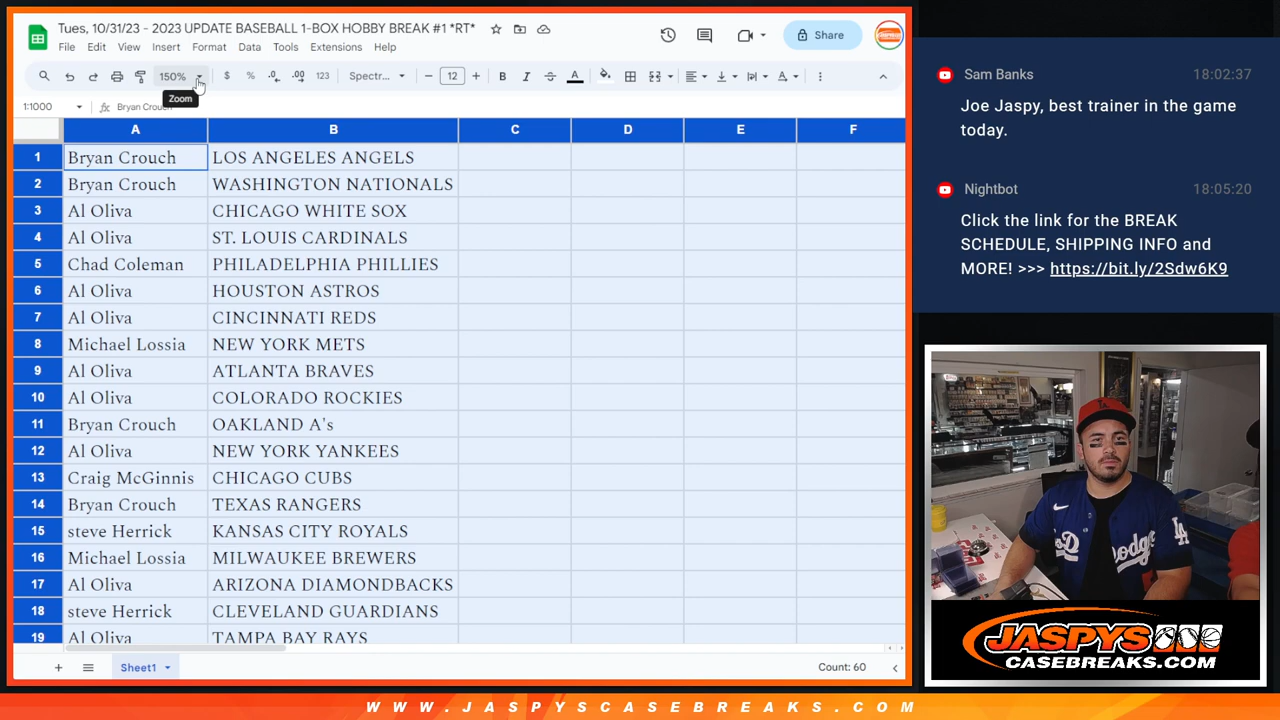 Tues, 10/31/23 - 2023 UPDATE BASEBALL 1-BOX HOBBY BREAK #1 *RT*
File Edit View Insert Format Data Tools Extensions Help
Share
150% $ % .0 .00 123 Spectr... 12 B I A
Zoom
1:1000 Bryan Crouch
A B C D E F
1 Bryan Crouch LOS ANGELES ANGELS
2 Bryan Crouch WASHINGTON NATIONALS
3 Al Oliva CHICAGO WHITE SOX
4 Al Oliva ST. LOUIS CARDINALS
5 Chad Coleman PHILADELPHIA PHILLIES
6 Al Oliva HOUSTON ASTROS
7 Al Oliva CINCINNATI REDS
8 Michael Lossia NEW YORK METS
9 Al Oliva ATLANTA BRAVES
10 Al Oliva COLORADO ROCKIES
11 Bryan Crouch OAKLAND A's
12 Al Oliva NEW YORK YANKEES
13 Craig McGinnis CHICAGO CUBS
14 Bryan Crouch TEXAS RANGERS
15 steve Herrick KANSAS CITY ROYALS
16 Michael Lossia MILWAUKEE BREWERS
17 Al Oliva ARIZONA DIAMONDBACKS
18 steve Herrick CLEVELAND GUARDIANS
19 Al Oliva TAMPA BAY RAYS
Sheet1
Count: 60
Sam Banks 18:02:37
Joe Jaspy, best trainer in the game
today.
Nightbot 18:05:20
Click the link for the BREAK
SCHEDULE, SHIPPING INFO and
MORE! >>> https://bit.ly/2Sdw6K9
JASPYS
CASEBREAKS.COM
WWW.JASPYSCASEBREAKS.COM